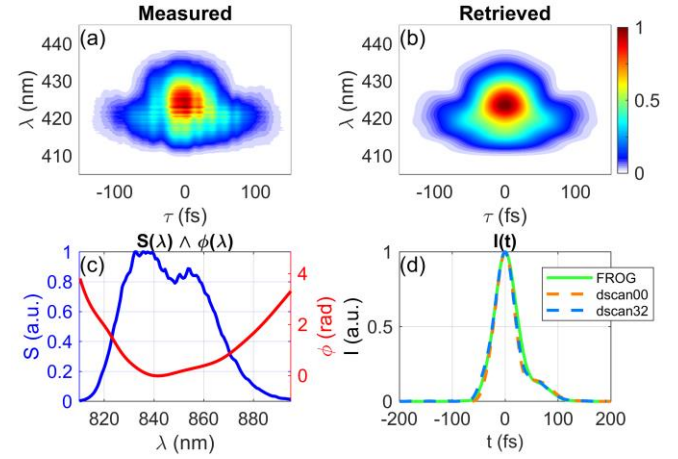 Measured
Retrieved
(a)
440
430
420
410
λ (nm)
-100 0 100
τ (fs)
(b)
440
430
420
410
λ (nm)
-100 0 100
τ (fs)
1
0.5
0
S(λ) ∧ ϕ(λ)
(c)
1
0.8
0.6
0.4
0.2
0
S (a.u.)
4
2
0
ϕ (rad)
820 840 860 880
λ (nm)
I(t)
(d)
1
0.5
0
I (a.u.)
FROG
dscan00
dscan32
-200 -100 0 100 200
t (fs)